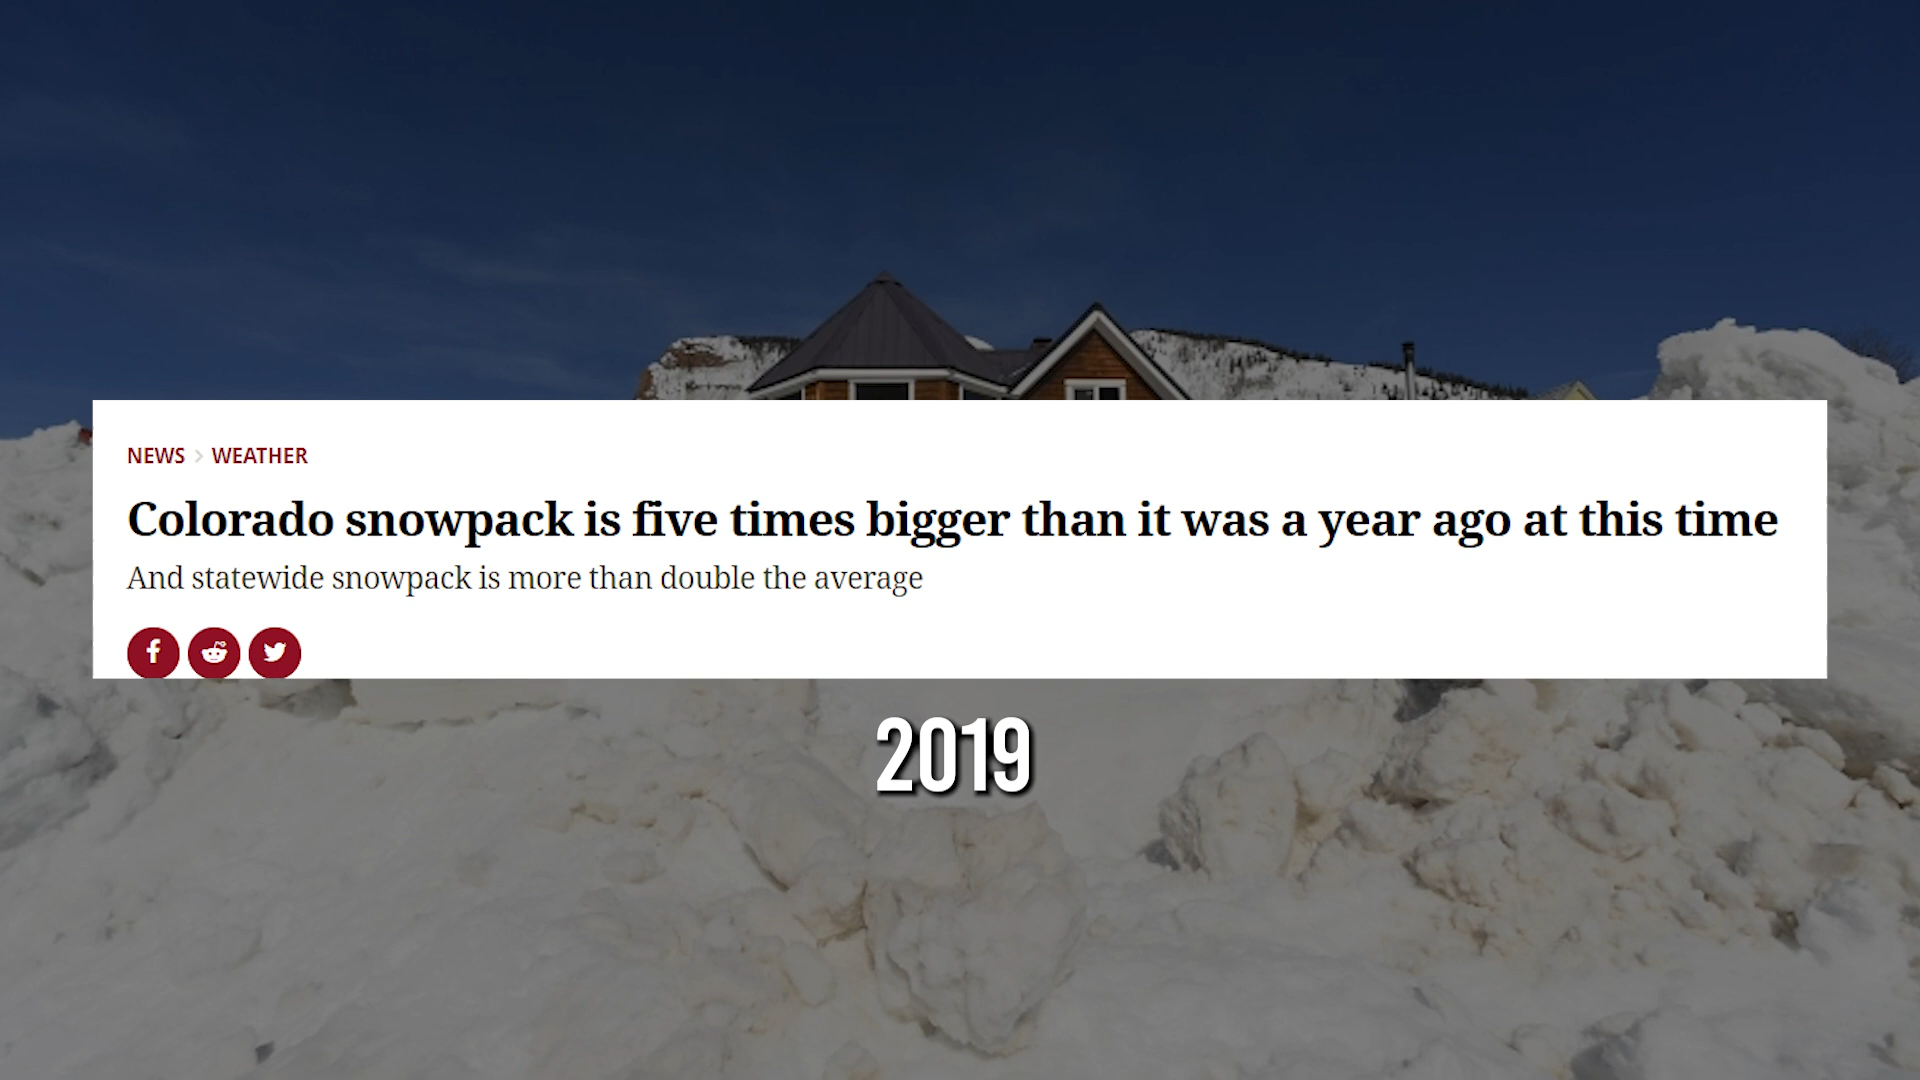 NEWS > WEATHER
Colorado snowpack is five times bigger than it was a year ago at this time
And statewide snowpack is more than double the average
2019